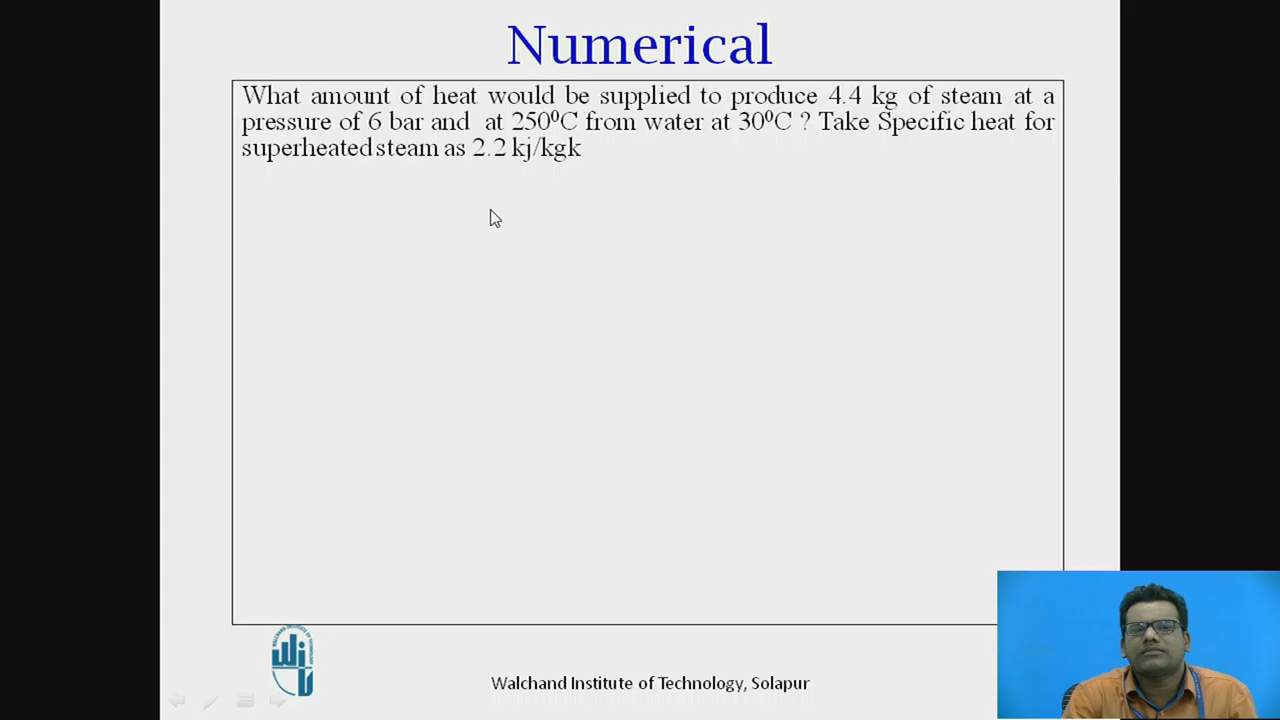 Numerical
What amount of heat would be supplied to produce 4.4 kg of steam at a
pressure of 6 bar and at 250⁰C from water at 30⁰C ? Take Specific heat for
superheated steam as 2.2 kj/kgk
Walchand Institute of Technology, Solapur